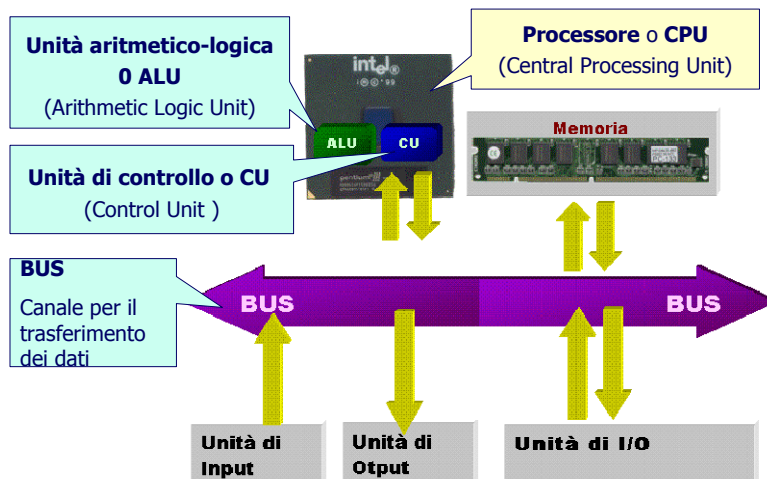 Unità aritmetico-logica
0 ALU
(Arithmetic Logic Unit)
intel®
Processore o CPU
(Central Processing Unit)
ALU
CU
Memoria
Unità di controllo o CU
(Control Unit )
pentium
BUS
Canale per il
trasferimento
dei dati
BUS
BUS
Unità di
Input
Unità di
Otput
Unità di I/O